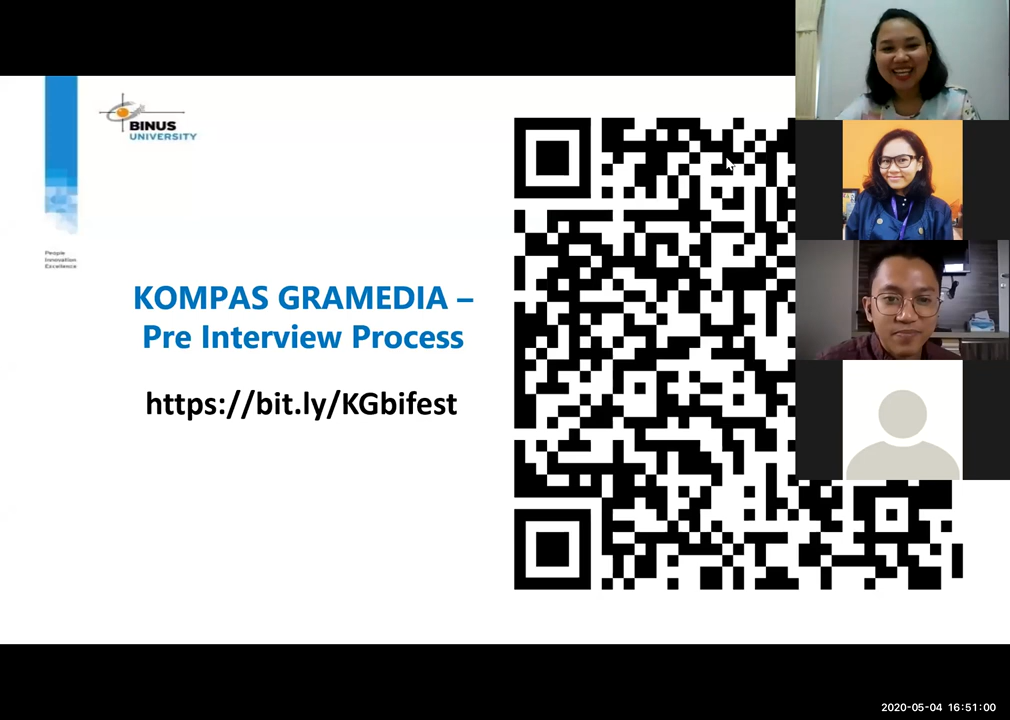 BINUS
UNIVERSITY
People
Innovation
Excellence
KOMPAS GRAMEDIA –
Pre Interview Process
https://bit.ly/KGbifest
2020-05-04 16:51:00